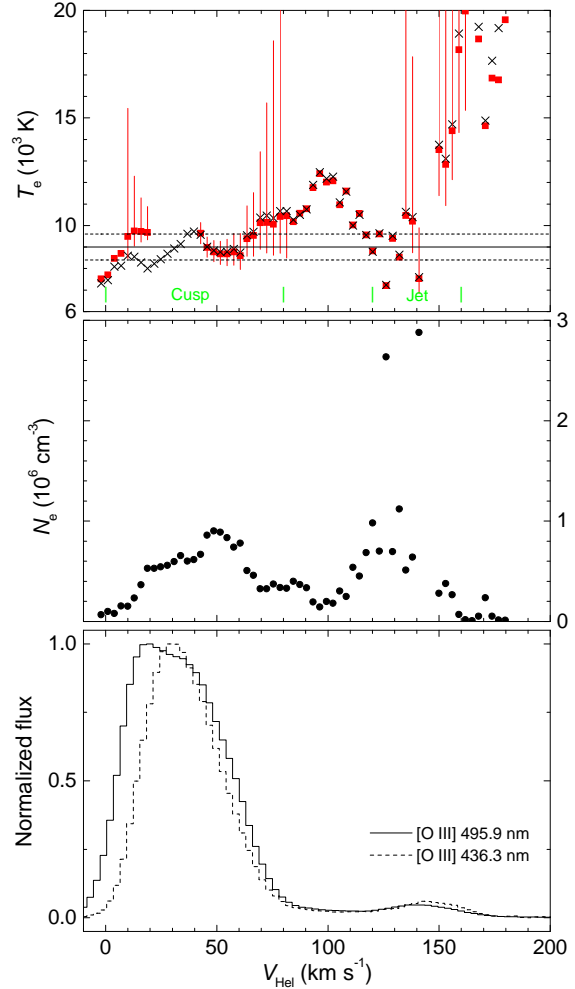 20
15
10
6
T_e (10^3 K)
Cusp
Jet
3
2
1
0
N_e (10^6 cm^-3)
1.0
0.5
0.0
Normalized flux
[O III] 495.9 nm
[O III] 436.3 nm
0 50 100 150 200
V_Hel (km s^-1)